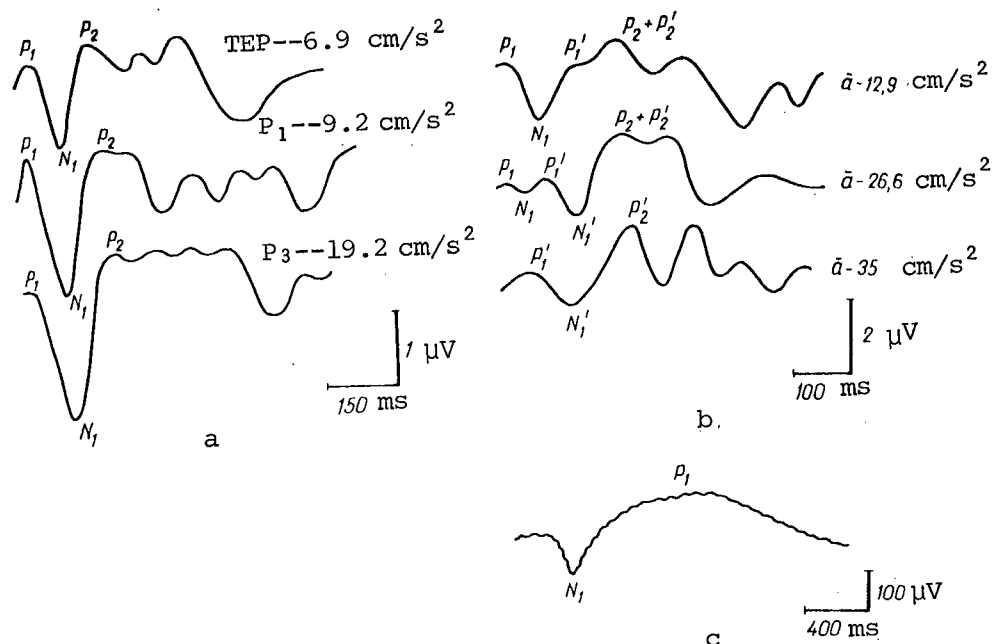 P₁ P₂ TEP--6.9 cm/s²
N₁
P₁ P₂ P₁--9.2 cm/s²
N₁
P₁ P₂ P₃--19.2 cm/s²
N₁
1 µV
150 ms
a
P₁ P₁' P₂ + P₂'
N₁
ā-12,9 cm/s²
P₁ P₁' P₂ + P₂'
N₁ N₁'
ā-26,6 cm/s²
P₁' P₂'
N₁'
ā-35 cm/s²
2 µV
100 ms
b.
P₁
N₁
100 µV
400 ms
c